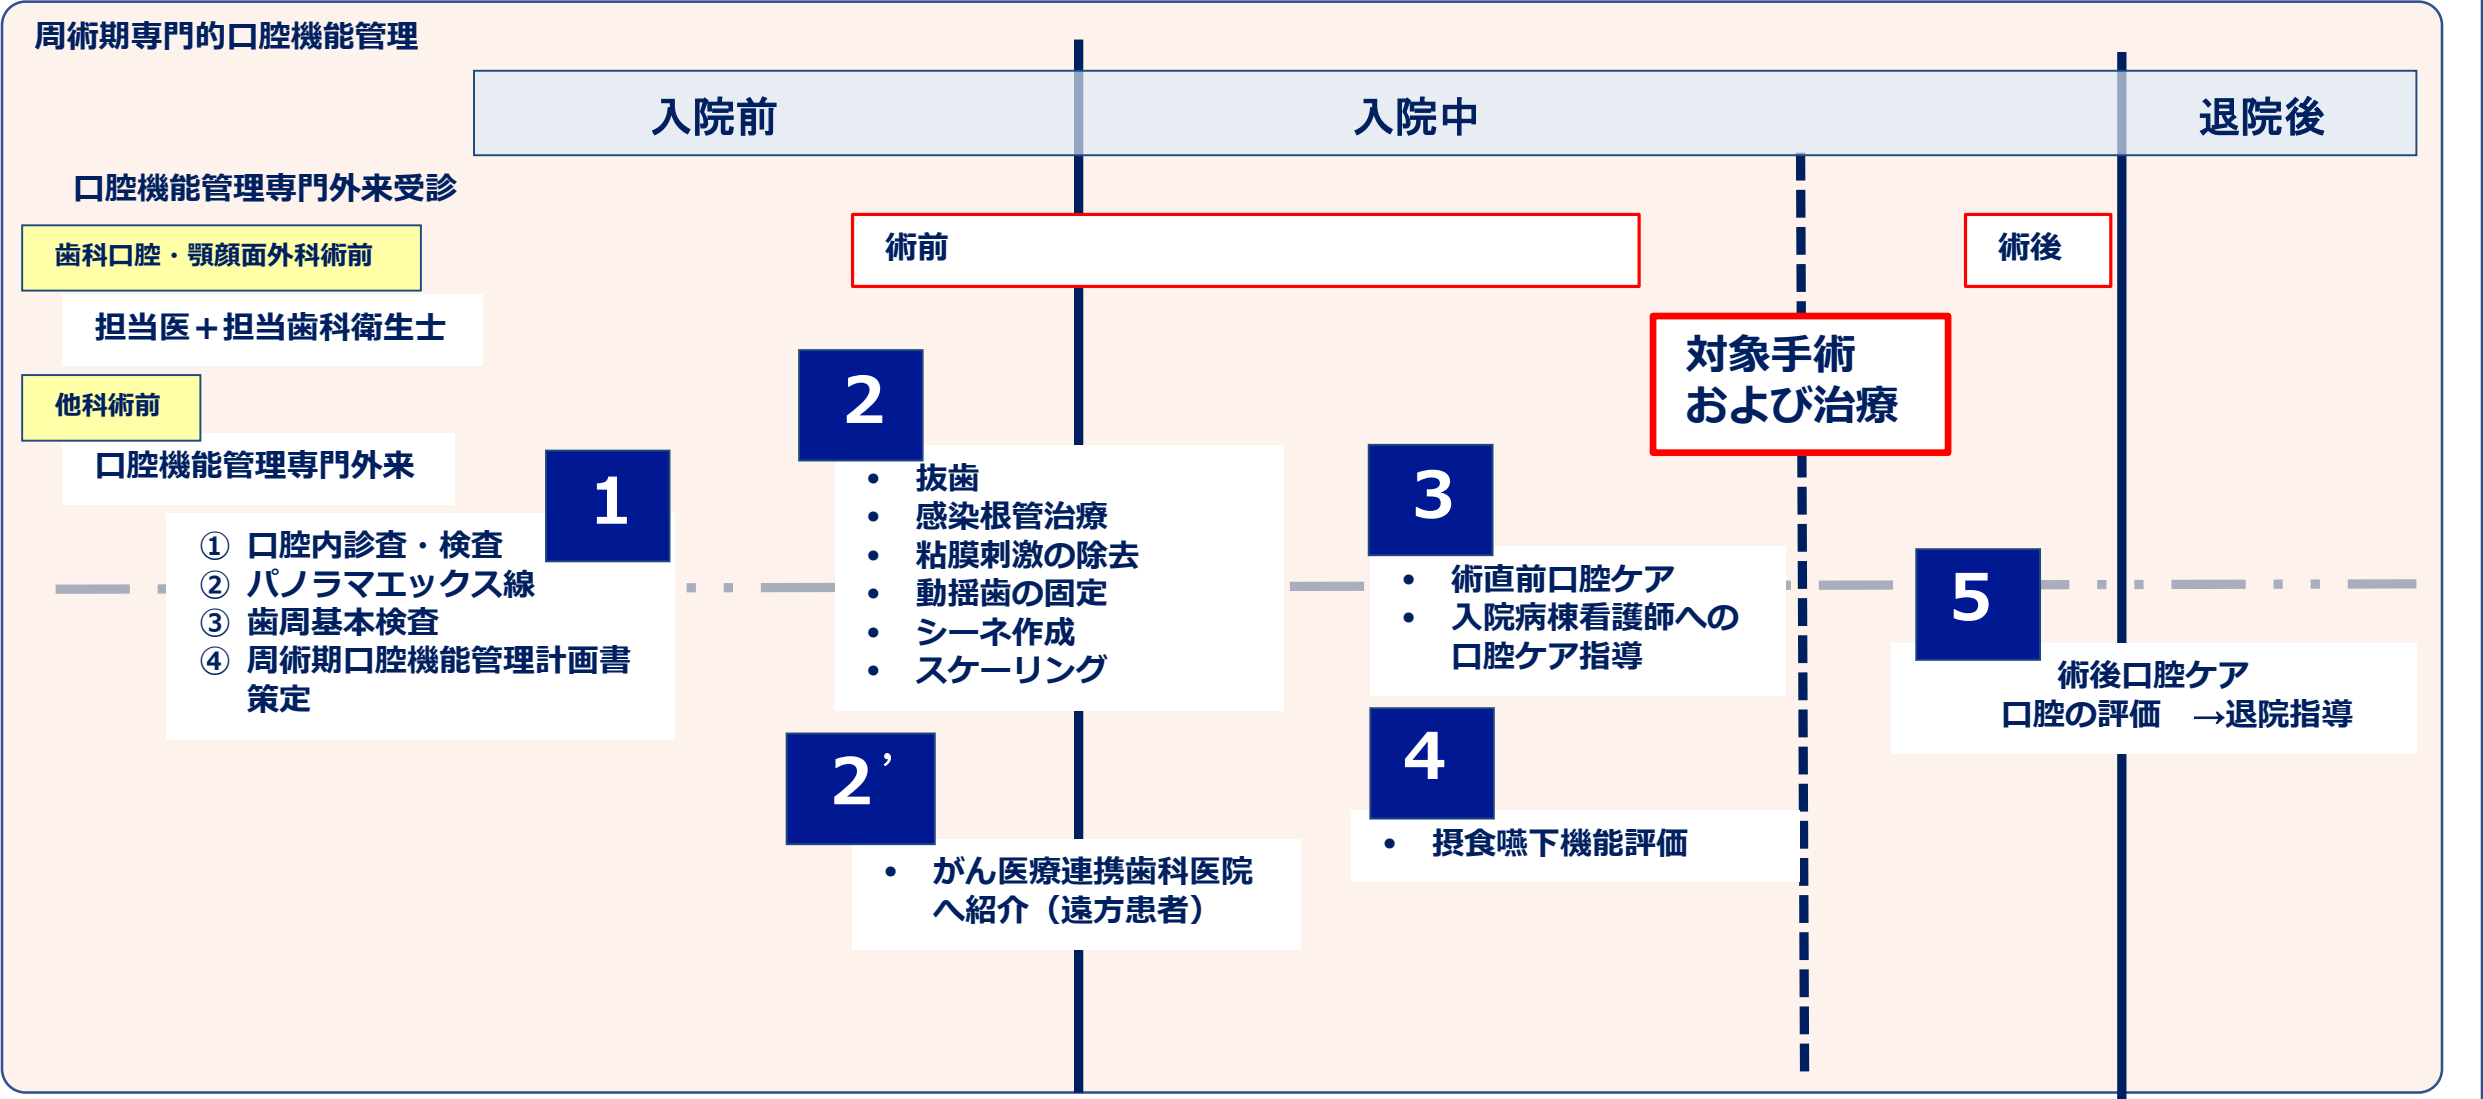 周術期専門的口腔機能管理
入院前
入院中
退院後
口腔機能管理専門外来受診
歯科口腔・顎顔面外科術前
担当医＋担当歯科衛生士
他科術前
口腔機能管理専門外来
1
① 口腔内診査・検査
② パノラマエックス線
③ 歯周基本検査
④ 周術期口腔機能管理計画書
策定
術前
2
• 抜歯
• 感染根管治療
• 粘膜刺激の除去
• 動揺歯の固定
• シーネ作成
• スケーリング
2’
• がん医療連携歯科医院
へ紹介（遠方患者）
3
• 術直前口腔ケア
• 入院病棟看護師への
口腔ケア指導
4
• 摂食嚥下機能評価
対象手術
および治療
術後
5
術後口腔ケア
口腔の評価　→退院指導